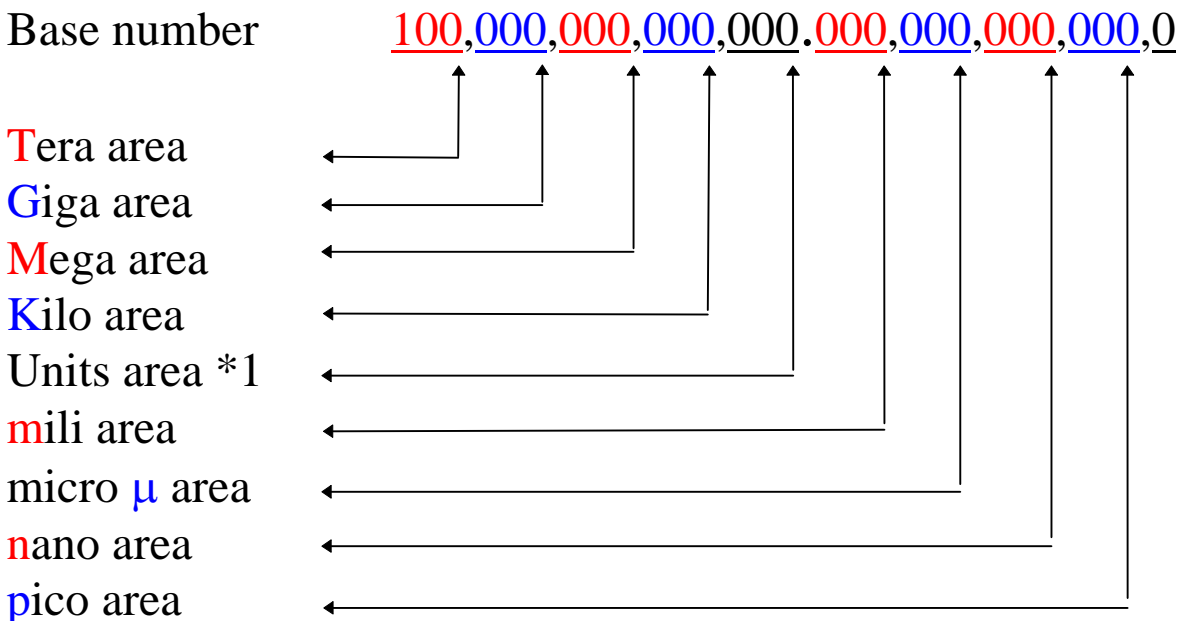 Base number 100,000,000,000,000.000,000,000,000,0
Tera area
Giga area
Mega area
Kilo area
Units area *1
mili area
micro μ area
nano area
pico area